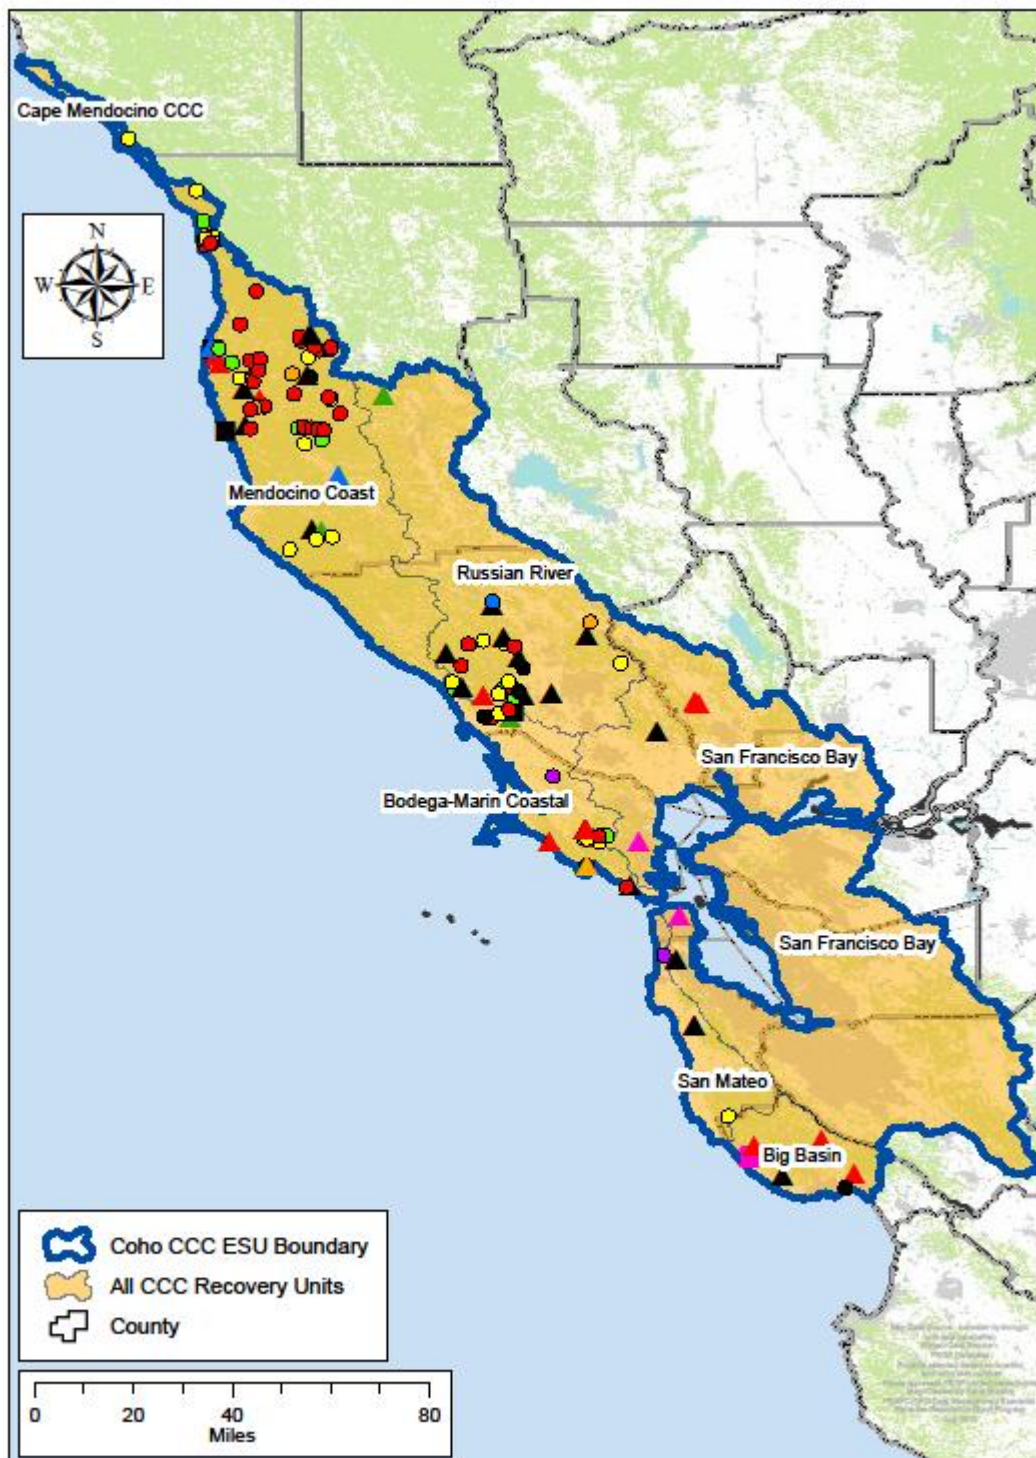 Cape Mendocino CCC
N
W E
S
Mendocino Coast
Russian River
San Francisco Bay
Bodega-Marin Coastal
San Francisco Bay
San Mateo
Big Basin
Coho CCC ESU Boundary
All CCC Recovery Units
County
0 20 40 80
Miles